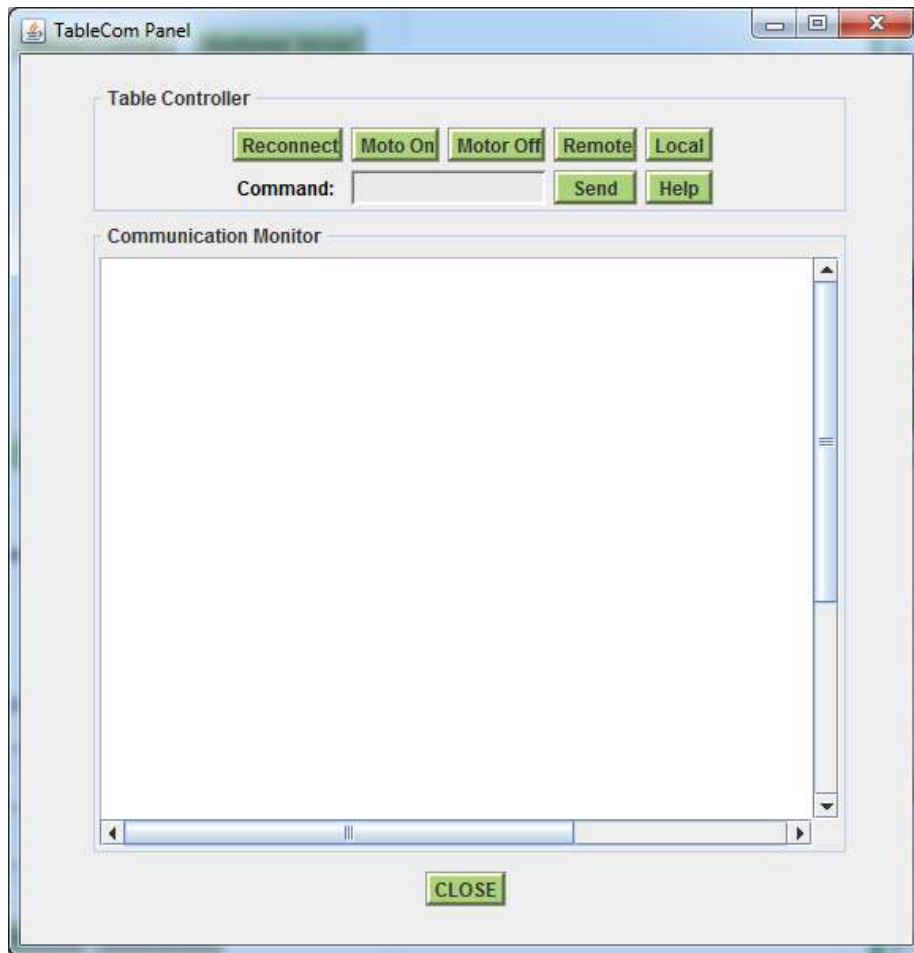 TableCom Panel
Table Controller
Reconnect Moto On Motor Off Remote Local
Command: Send Help
Communication Monitor
CLOSE